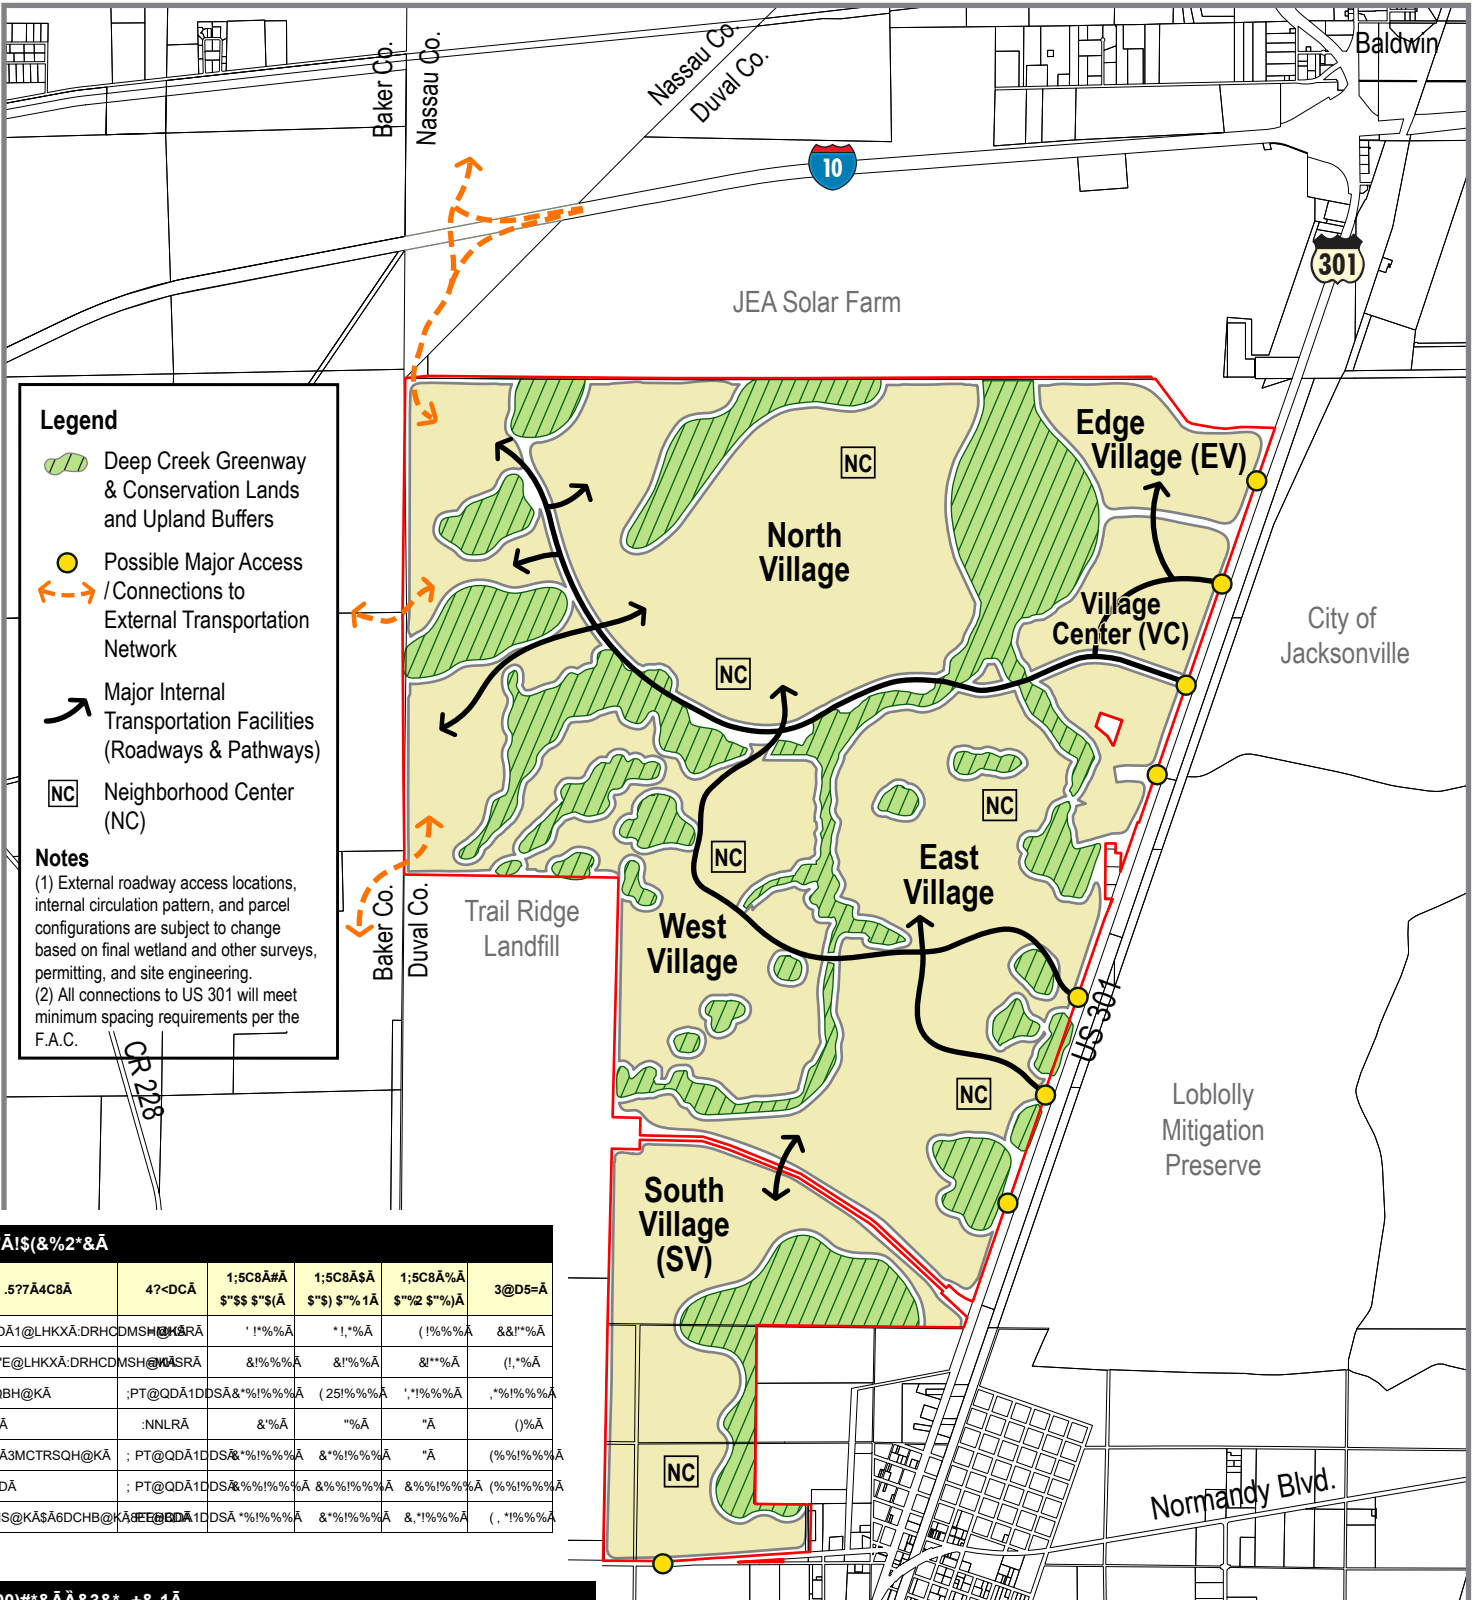 Baker Co.
Nassau Co.
Nassau Co.
Duval Co.
Baldwin
10
301
JEA Solar Farm
Legend
Deep Creek Greenway
& Conservation Lands
and Upland Buffers
Possible Major Access
/Connections to
External Transportation
Network
Major Internal
Transportation Facilities
(Roadways & Pathways)
NC
Neighborhood Center
(NC)
Notes
(1) External roadway access locations,
internal circulation pattern, and parcel
configurations are subject to change
based on final wetland and other surveys,
permitting, and site engineering.
(2) All connections to US 301 will meet
minimum spacing requirements per the
F.A.C.
CR 228
Edge
Village (EV)
NC
North
Village
Village
Center (VC)
City of
Jacksonville
NC
NC
NC
East
Village
West
Village
Baker Co.
Duval Co.
Trail Ridge
Landfill
US 301
NC
Loblolly
Mitigation
Preserve
South
Village
(SV)
NC
Normandy Blvd.